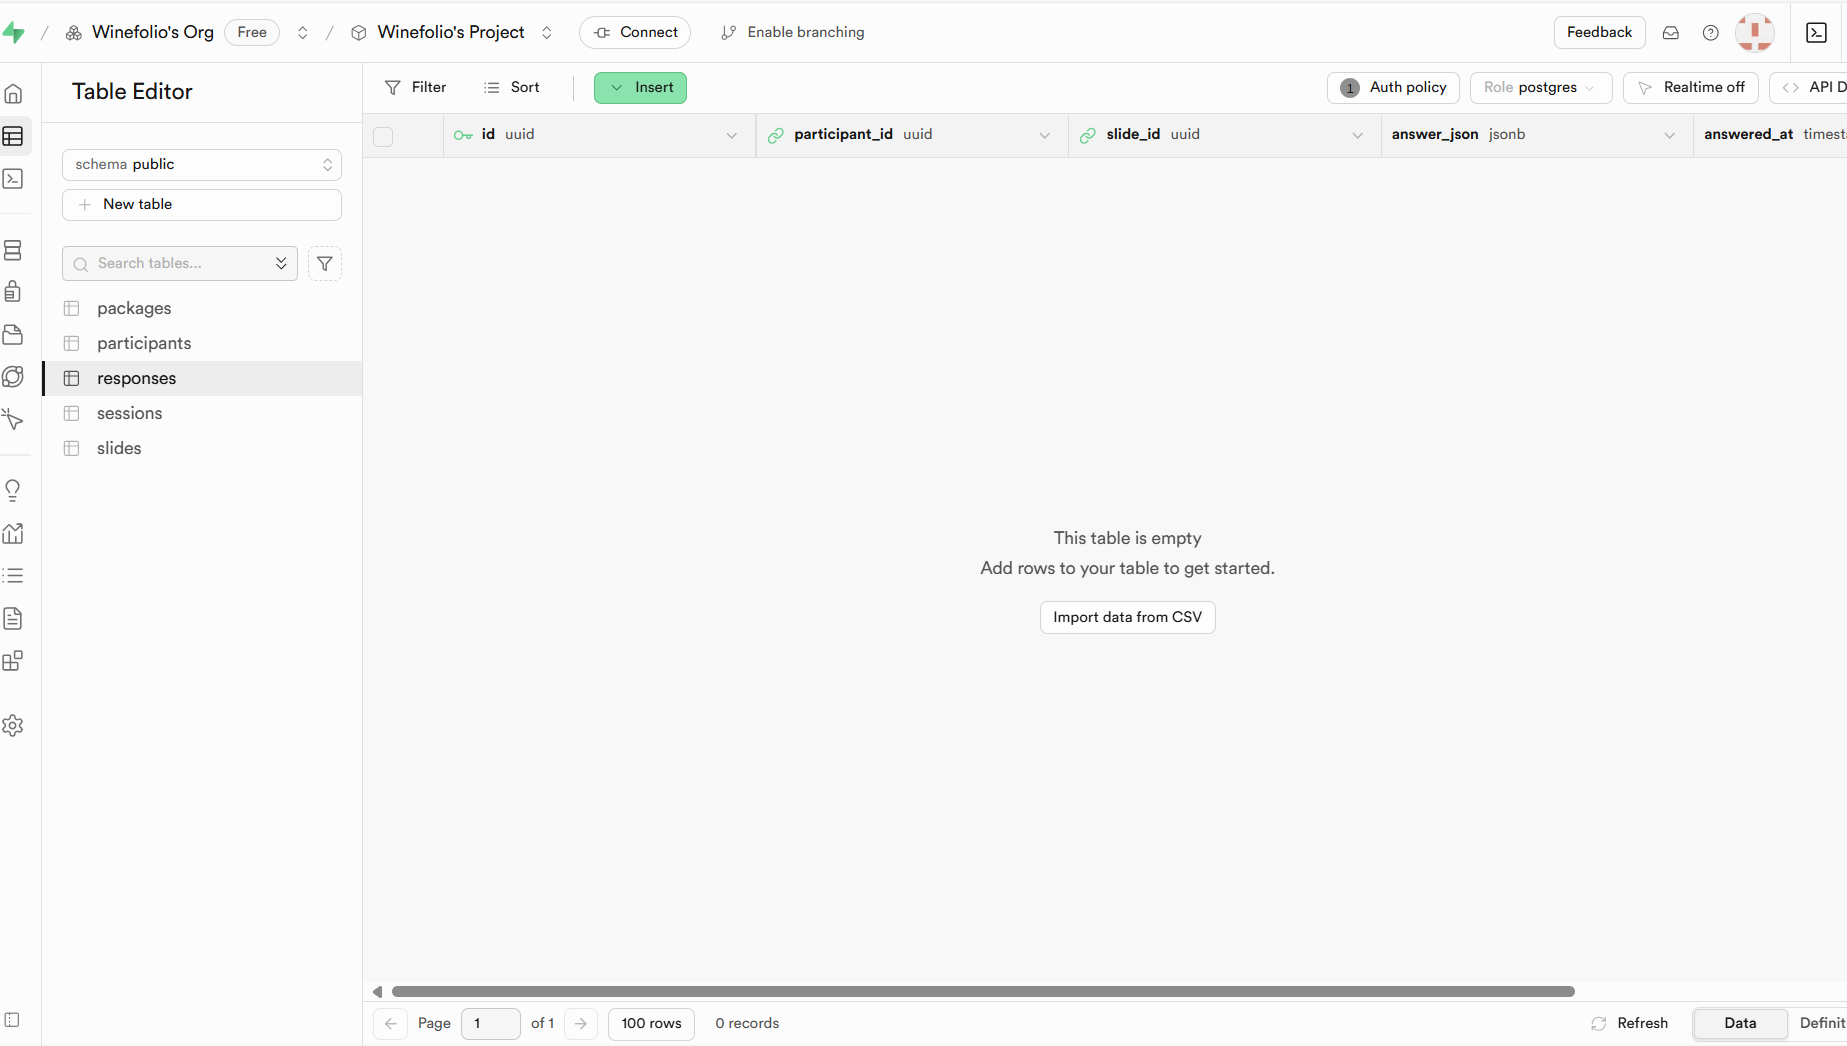 / Winefolio's Org Free / Winefolio's Project Connect Enable branching Feedback
Table Editor
Filter Sort Insert 1 Auth policy Role postgres Realtime off <> API D
id uuid participant_id uuid slide_id uuid answer_json jsonb answered_at timesta
schema public
+ New table
Search tables...
packages
participants
responses
sessions
slides
This table is empty
Add rows to your table to get started.
Import data from CSV
Page 1 of 1 100 rows 0 records Refresh Data Definit